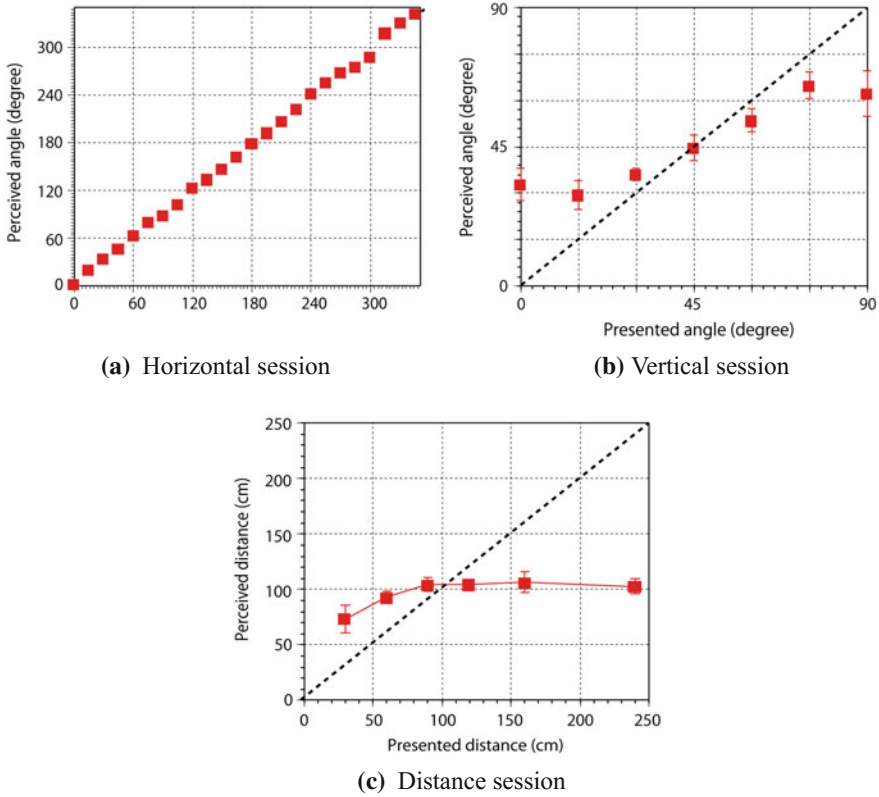 Perceived angle (degree)
300
240
180
120
60
0
0 60 120 180 240 300
(a) Horizontal session
Perceived angle (degree)
90
45
0
0 45 90
Presented angle (degree)
(b) Vertical session
Perceived distance (cm)
250
200
150
100
50
0
0 50 100 150 200 250
Presented distance (cm)
(c) Distance session